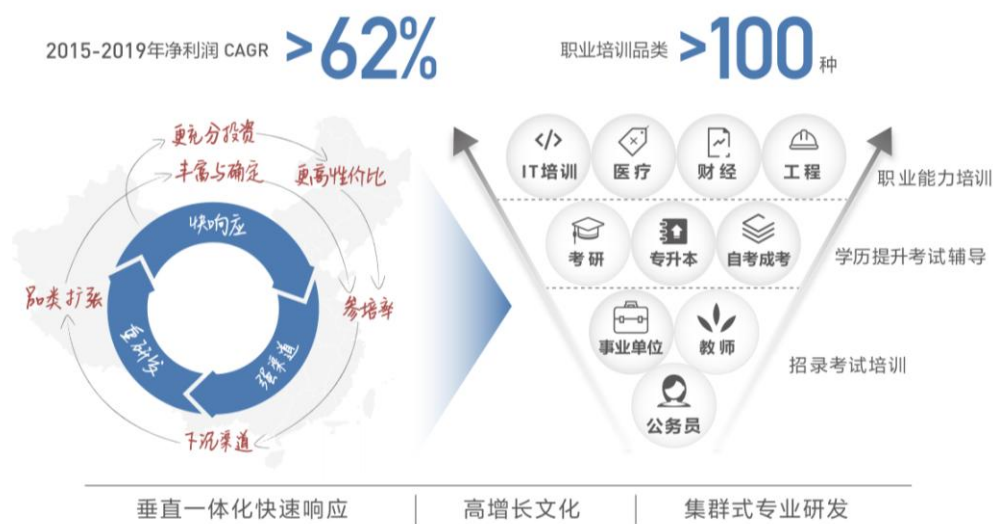 2015-2019年净利润 CAGR >62%
职业培训品类 >100种
更充分投资
丰富与确定
更高性价比
快响应
品类扩张
参培率
重研发
强渠道
下沉渠道
IT培训 医疗 财经 工程
职业能力培训
考研 专升本 自考成考
学历提升考试辅导
事业单位 教师
招录考试培训
公务员
垂直一体化快速响应 高增长文化 集群式专业研发